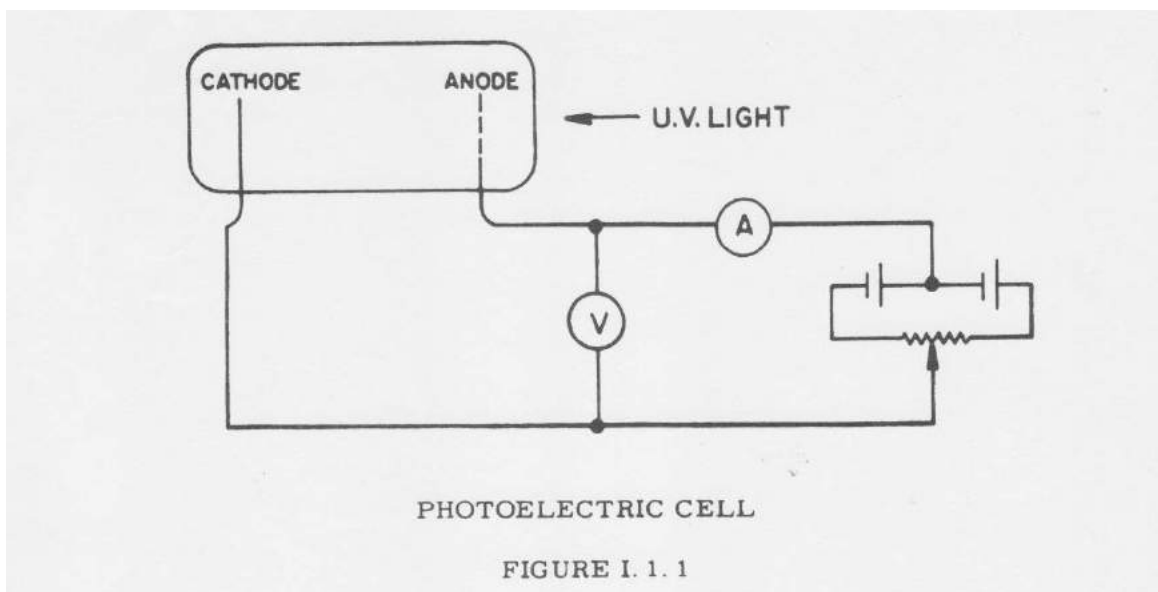 CATHODE
ANODE
U.V. LIGHT
A
V
PHOTOELECTRIC CELL
FIGURE I. 1. 1